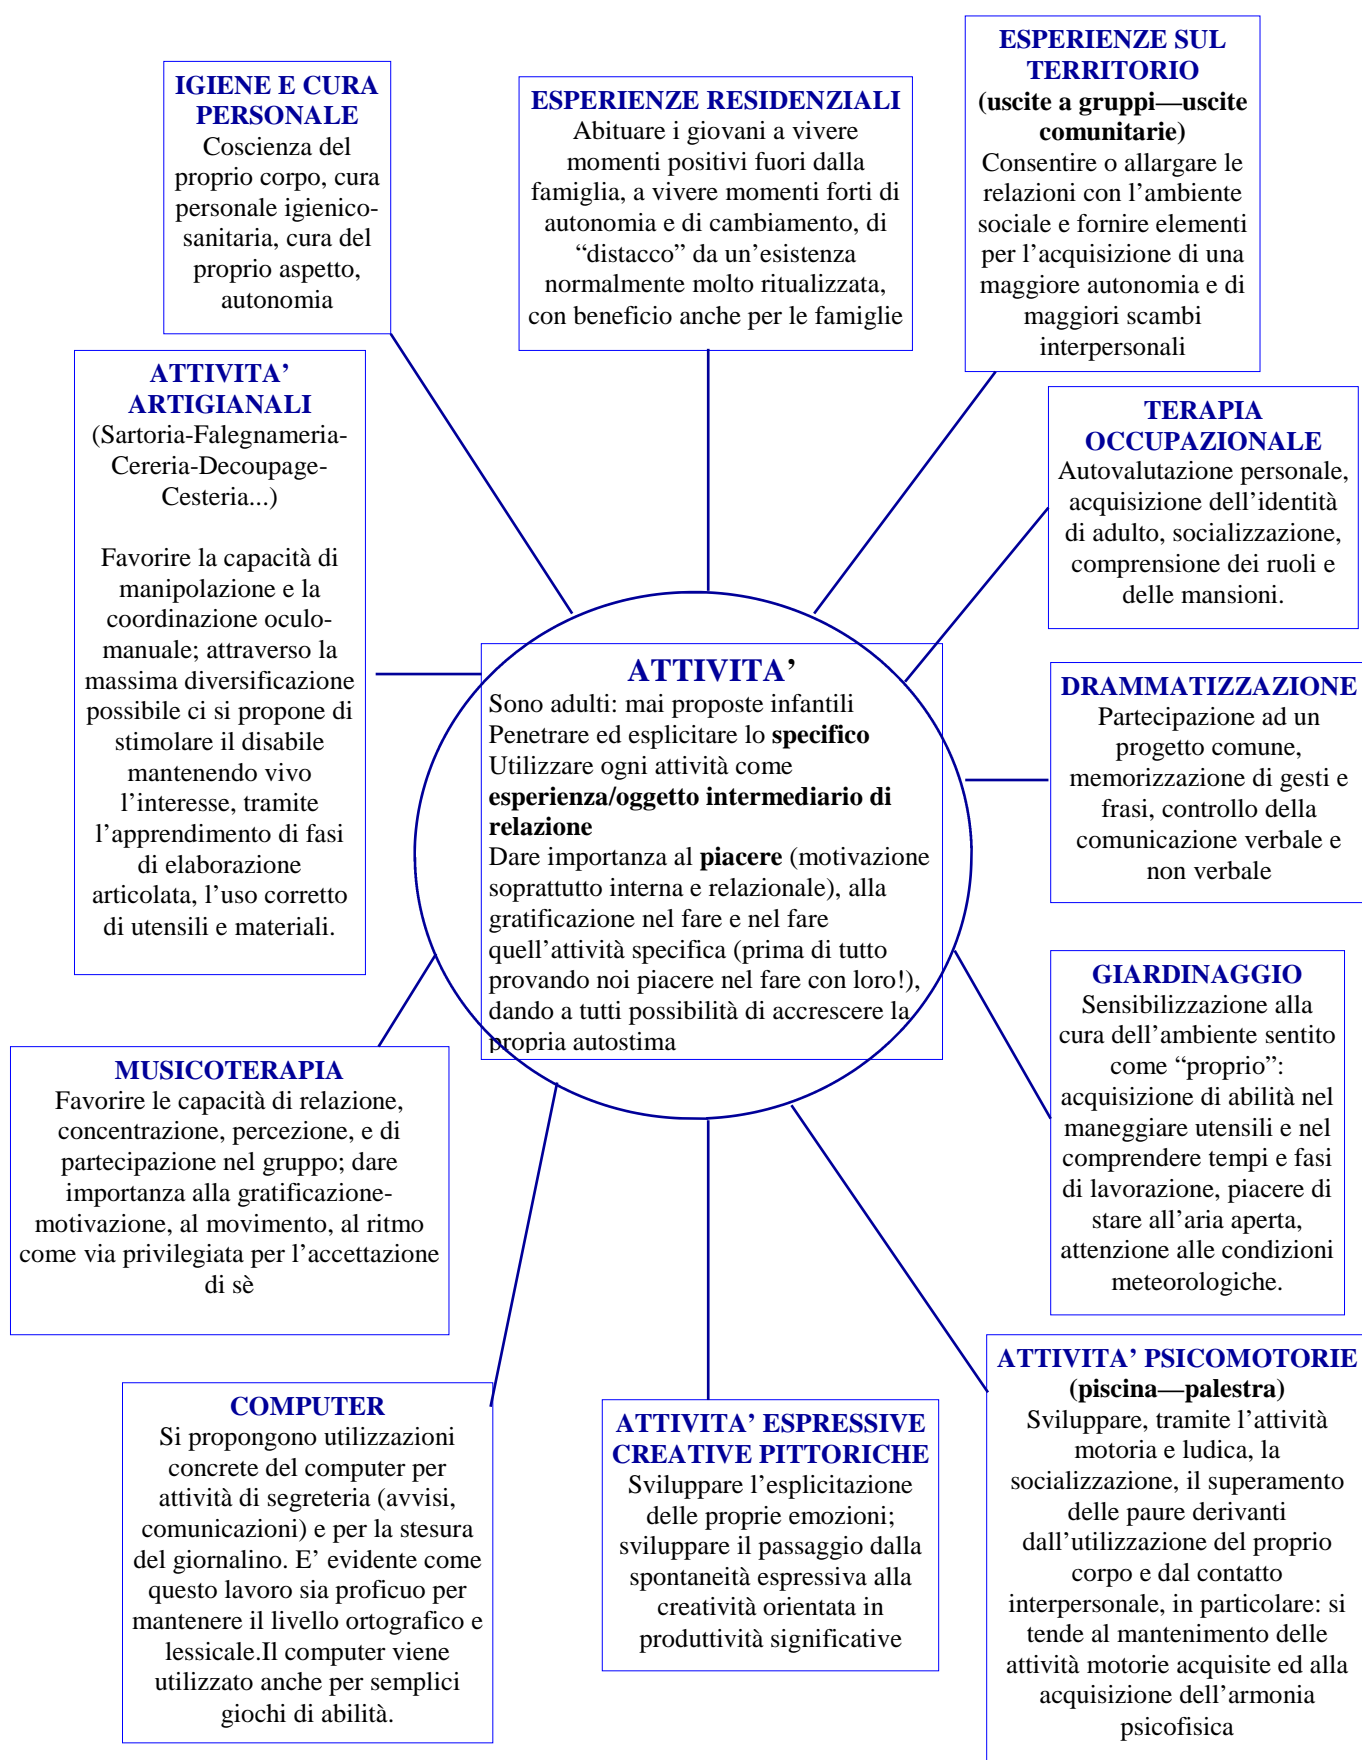 IGIENE E CURA
PERSONALE
Coscienza del
proprio corpo, cura
personale igienico-
sanitaria, cura del
proprio aspetto,
autonomia
ESPERIENZE RESIDENZIALI
Abituare i giovani a vivere
momenti positivi fuori dalla
famiglia, a vivere momenti forti di
autonomia e di cambiamento, di
“distacco” da un’esistenza
normalmente molto ritualizzata,
con beneficio anche per le famiglie
ESPERIENZE SUL
TERRITORIO
(uscite a gruppi—uscite
comunitarie)
Consentire o allargare le
relazioni con l’ambiente
sociale e fornire elementi
per l’acquisizione di una
maggiore autonomia e di
maggiori scambi
interpersonali
ATTIVITA’
ARTIGIANALI
(Sartoria-Falegnameria-
Cereria-Decoupage-
Cesteria...)
Favorire la capacità di
manipolazione e la
coordinazione oculo-
manuale; attraverso la
massima diversificazione
possibile ci si propone di
stimolare il disabile
mantenendo vivo
l’interesse, tramite
l’apprendimento di fasi
di elaborazione
articolata, l’uso corretto
di utensili e materiali.
TERAPIA
OCCUPAZIONALE
Autovalutazione personale,
acquisizione dell’identità
di adulto, socializzazione,
comprensione dei ruoli e
delle mansioni.
ATTIVITA’
Sono adulti: mai proposte infantili
Penetrare ed esplicitare lo specifico
Utilizzare ogni attività come
esperienza/oggetto intermediario di
relazione
Dare importanza al piacere (motivazione
soprattutto interna e relazionale), alla
gratificazione nel fare e nel fare
quell’attività specifica (prima di tutto
provando noi piacere nel fare con loro!),
dando a tutti possibilità di accrescere la
propria autostima
DRAMMATIZZAZIONE
Partecipazione ad un
progetto comune,
memorizzazione di gesti e
frasi, controllo della
comunicazione verbale e
non verbale
GIARDINAGGIO
Sensibilizzazione alla
cura dell’ambiente sentito
come “proprio”:
acquisizione di abilità nel
maneggiare utensili e nel
comprendere tempi e fasi
di lavorazione, piacere di
stare all’aria aperta,
attenzione alle condizioni
meteorologiche.
MUSICOTERAPIA
Favorire le capacità di relazione,
concentrazione, percezione, e di
partecipazione nel gruppo; dare
importanza alla gratificazione-
motivazione, al movimento, al ritmo
come via privilegiata per l’accettazione
di sè
COMPUTER
Si propongono utilizzazioni
concrete del computer per
attività di segreteria (avvisi,
comunicazioni) e per la stesura
del giornalino. E’ evidente come
questo lavoro sia proficuo per
mantenere il livello ortografico e
lessicale.Il computer viene
utilizzato anche per semplici
giochi di abilità.
ATTIVITA’ ESPRESSIVE
CREATIVE PITTORICHE
Sviluppare l’esplicitazione
delle proprie emozioni;
sviluppare il passaggio dalla
spontaneità espressiva alla
creatività orientata in
produttività significative
ATTIVITA’ PSICOMOTORIE
(piscina—palestra)
Sviluppare, tramite l’attività
motoria e ludica, la
socializzazione, il superamento
delle paure derivanti
dall’utilizzazione del proprio
corpo e dal contatto
interpersonale, in particolare: si
tende al mantenimento delle
attività motorie acquisite ed alla
acquisizione dell’armonia
psicofisica